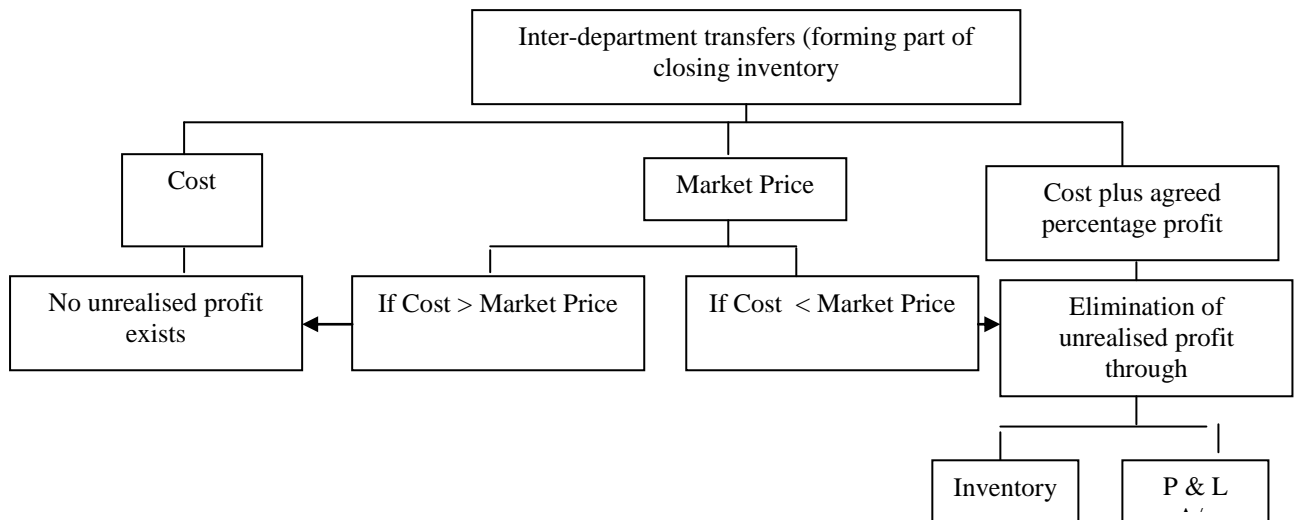 Inter-department transfers (forming part of
closing inventory
Cost
Market Price
Cost plus agreed
percentage profit
No unrealised profit
exists
If Cost > Market Price
If Cost < Market Price
Elimination of
unrealised profit
through
Inventory
P & L